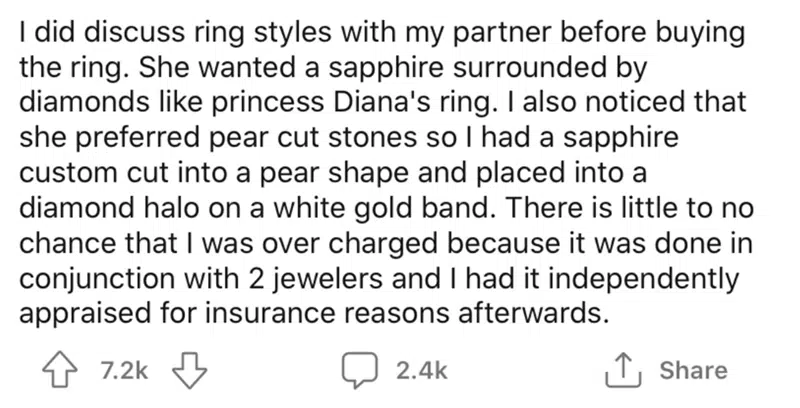 I did discuss ring styles with my partner before buying
the ring. She wanted a sapphire surrounded by
diamonds like princess Diana's ring. I also noticed that
she preferred pear cut stones so I had a sapphire
custom cut into a pear shape and placed into a
diamond halo on a white gold band. There is little to no
chance that I was over charged because it was done in
conjunction with 2 jewelers and I had it independently
appraised for insurance reasons afterwards.
7.2k 2.4k Share